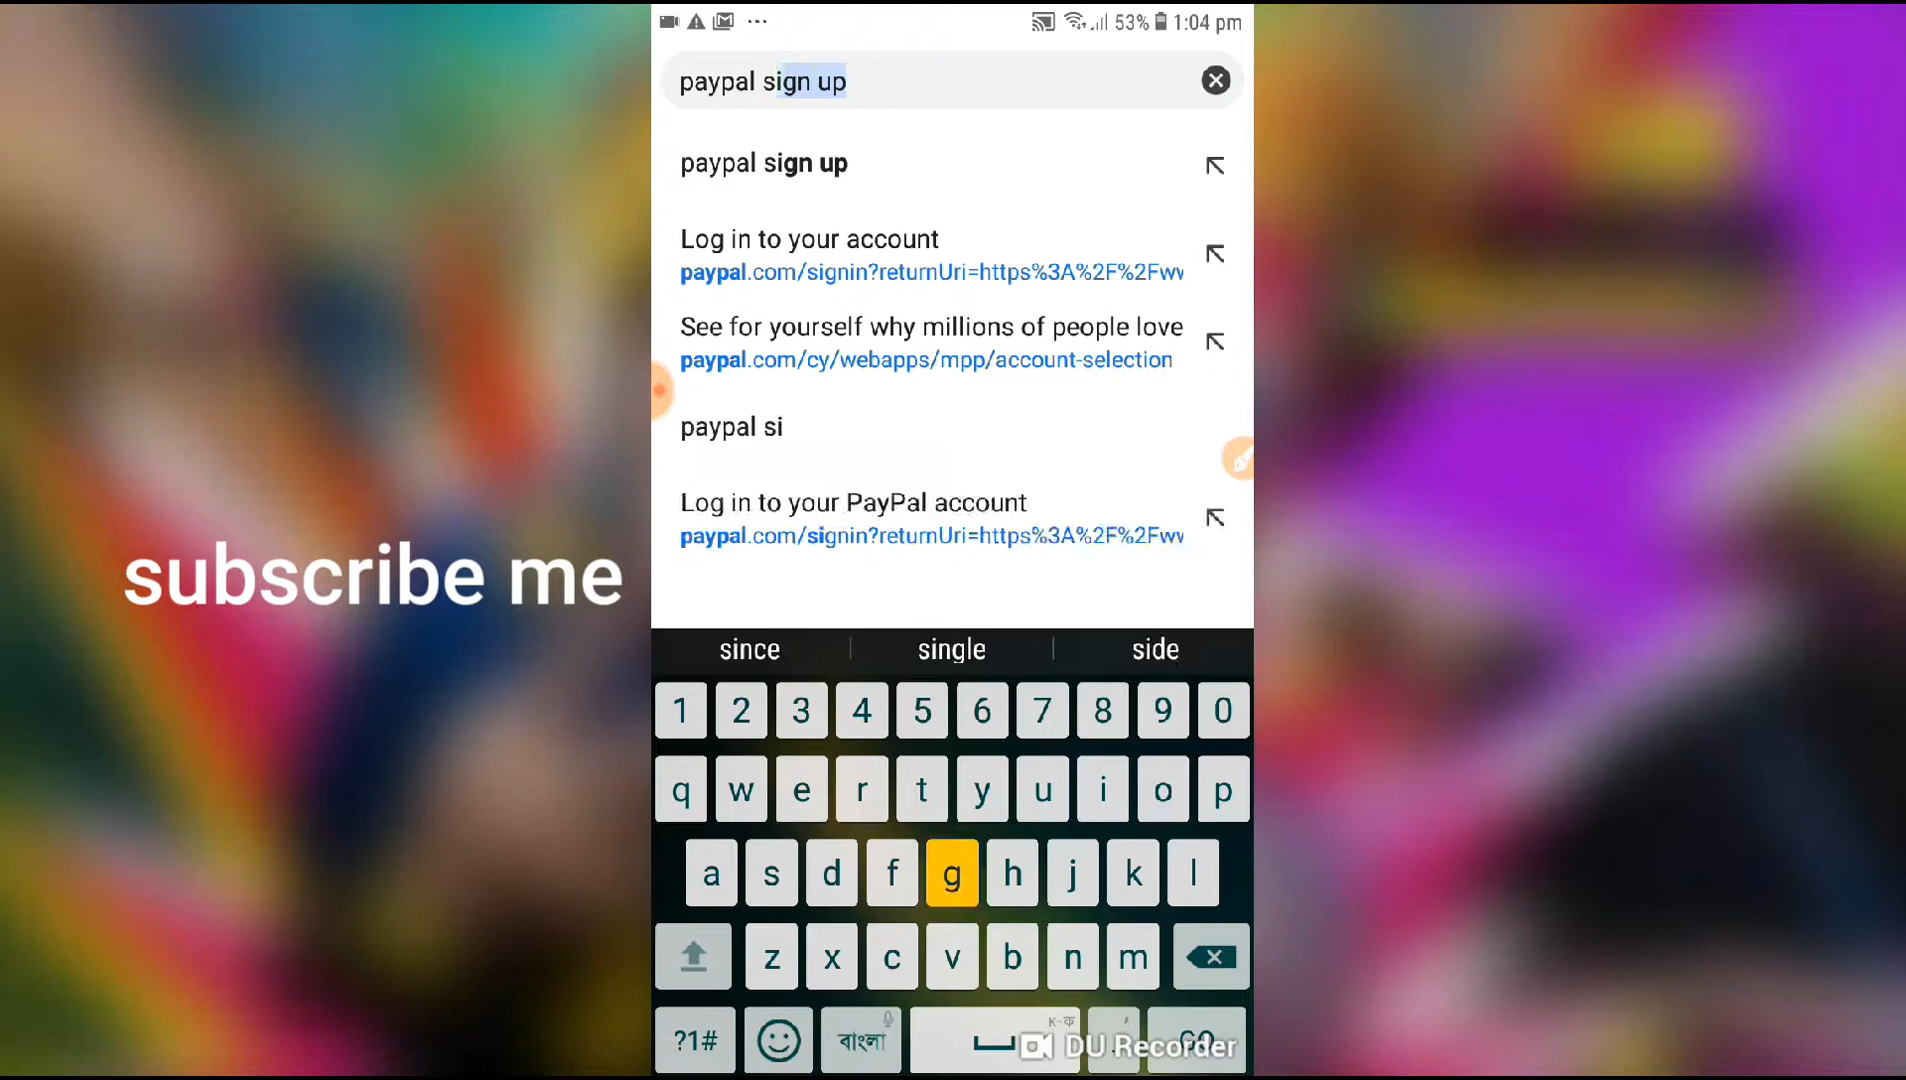 53% 1:04 pm
paypal sign up
paypal sign up
Log in to your account
paypal.com/signin?returnUri=https%3A%2F%2Fwv
See for yourself why millions of people love
paypal.com/cy/webapps/mpp/account-selection
paypal si
Log in to your PayPal account
paypal.com/signin?returnUri=https%3A%2F%2Fwv
subscribe me
since single side
1 2 3 4 5 6 7 8 9 0
q w e r t y u i o p
a s d f g h j k l
z x c v b n m
?1# বাংলা K-ক , . GO
DU Recorder